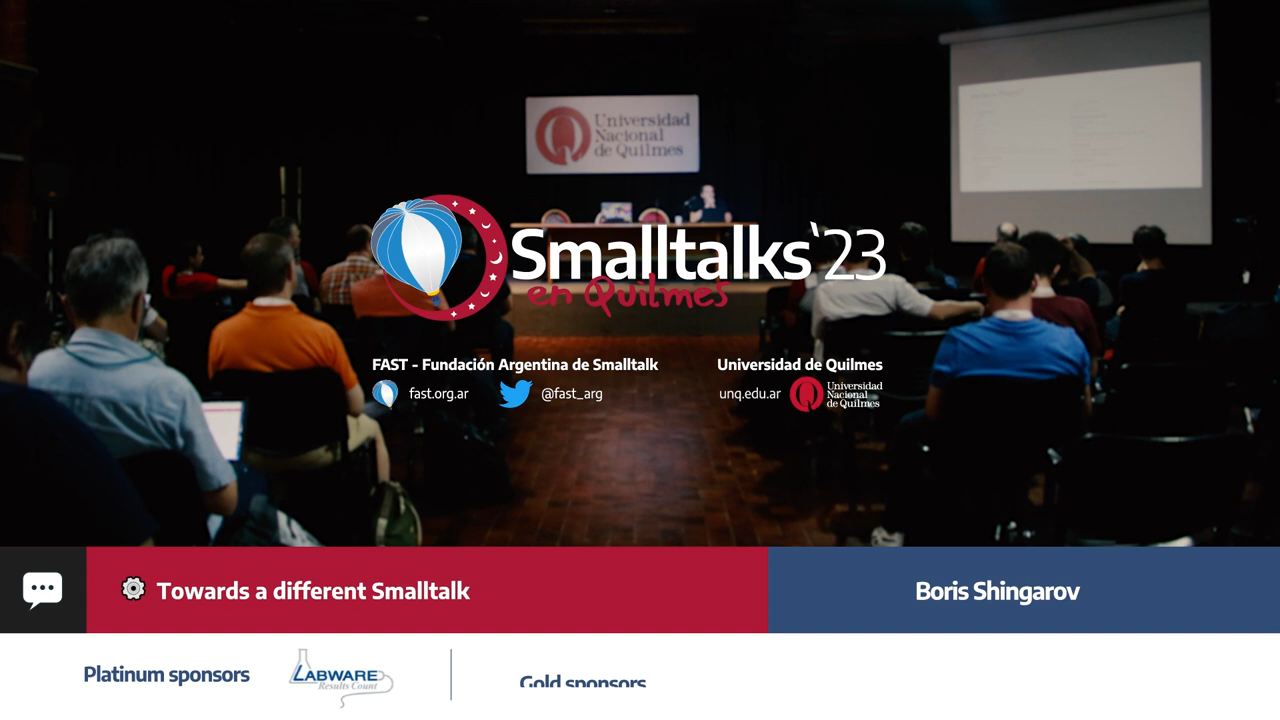 Universidad
Nacional
de Quilmes
Smalltalks`23
en Quilmes
FAST - Fundación Argentina de Smalltalk
Universidad de Quilmes
fast.org.ar
@fast_arg
unq.edu.ar
Universidad
Nacional
de Quilmes
Towards a different Smalltalk
Boris Shingarov
Platinum sponsors
LABWARE
Results Count
Gold sponsors